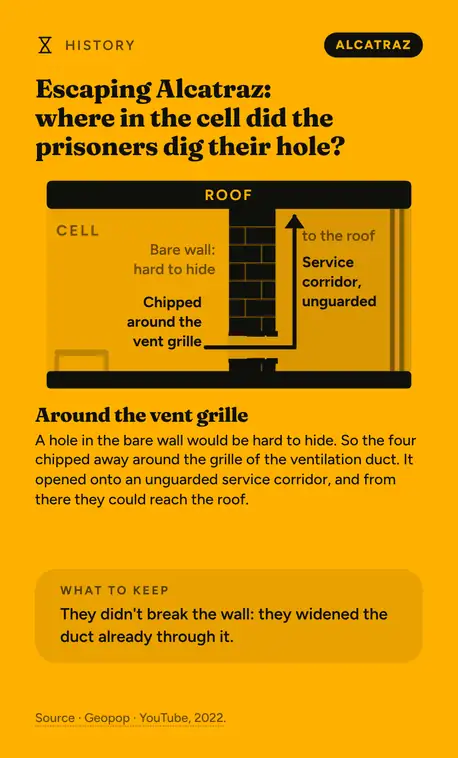 HISTORY
ALCATRAZ
Escaping Alcatraz:
where in the cell did the
prisoners dig their hole?
ROOF
CELL
Bare wall:
hard to hide
Chipped
around the
vent grille
to the roof
Service
corridor,
unguarded
Around the vent grille
A hole in the bare wall would be hard to hide. So the four
chipped away around the grille of the ventilation duct. It
opened onto an unguarded service corridor, and from
there they could reach the roof.
WHAT TO KEEP
They didn't break the wall: they widened the
duct already through it.
Source · Geopop · YouTube, 2022.